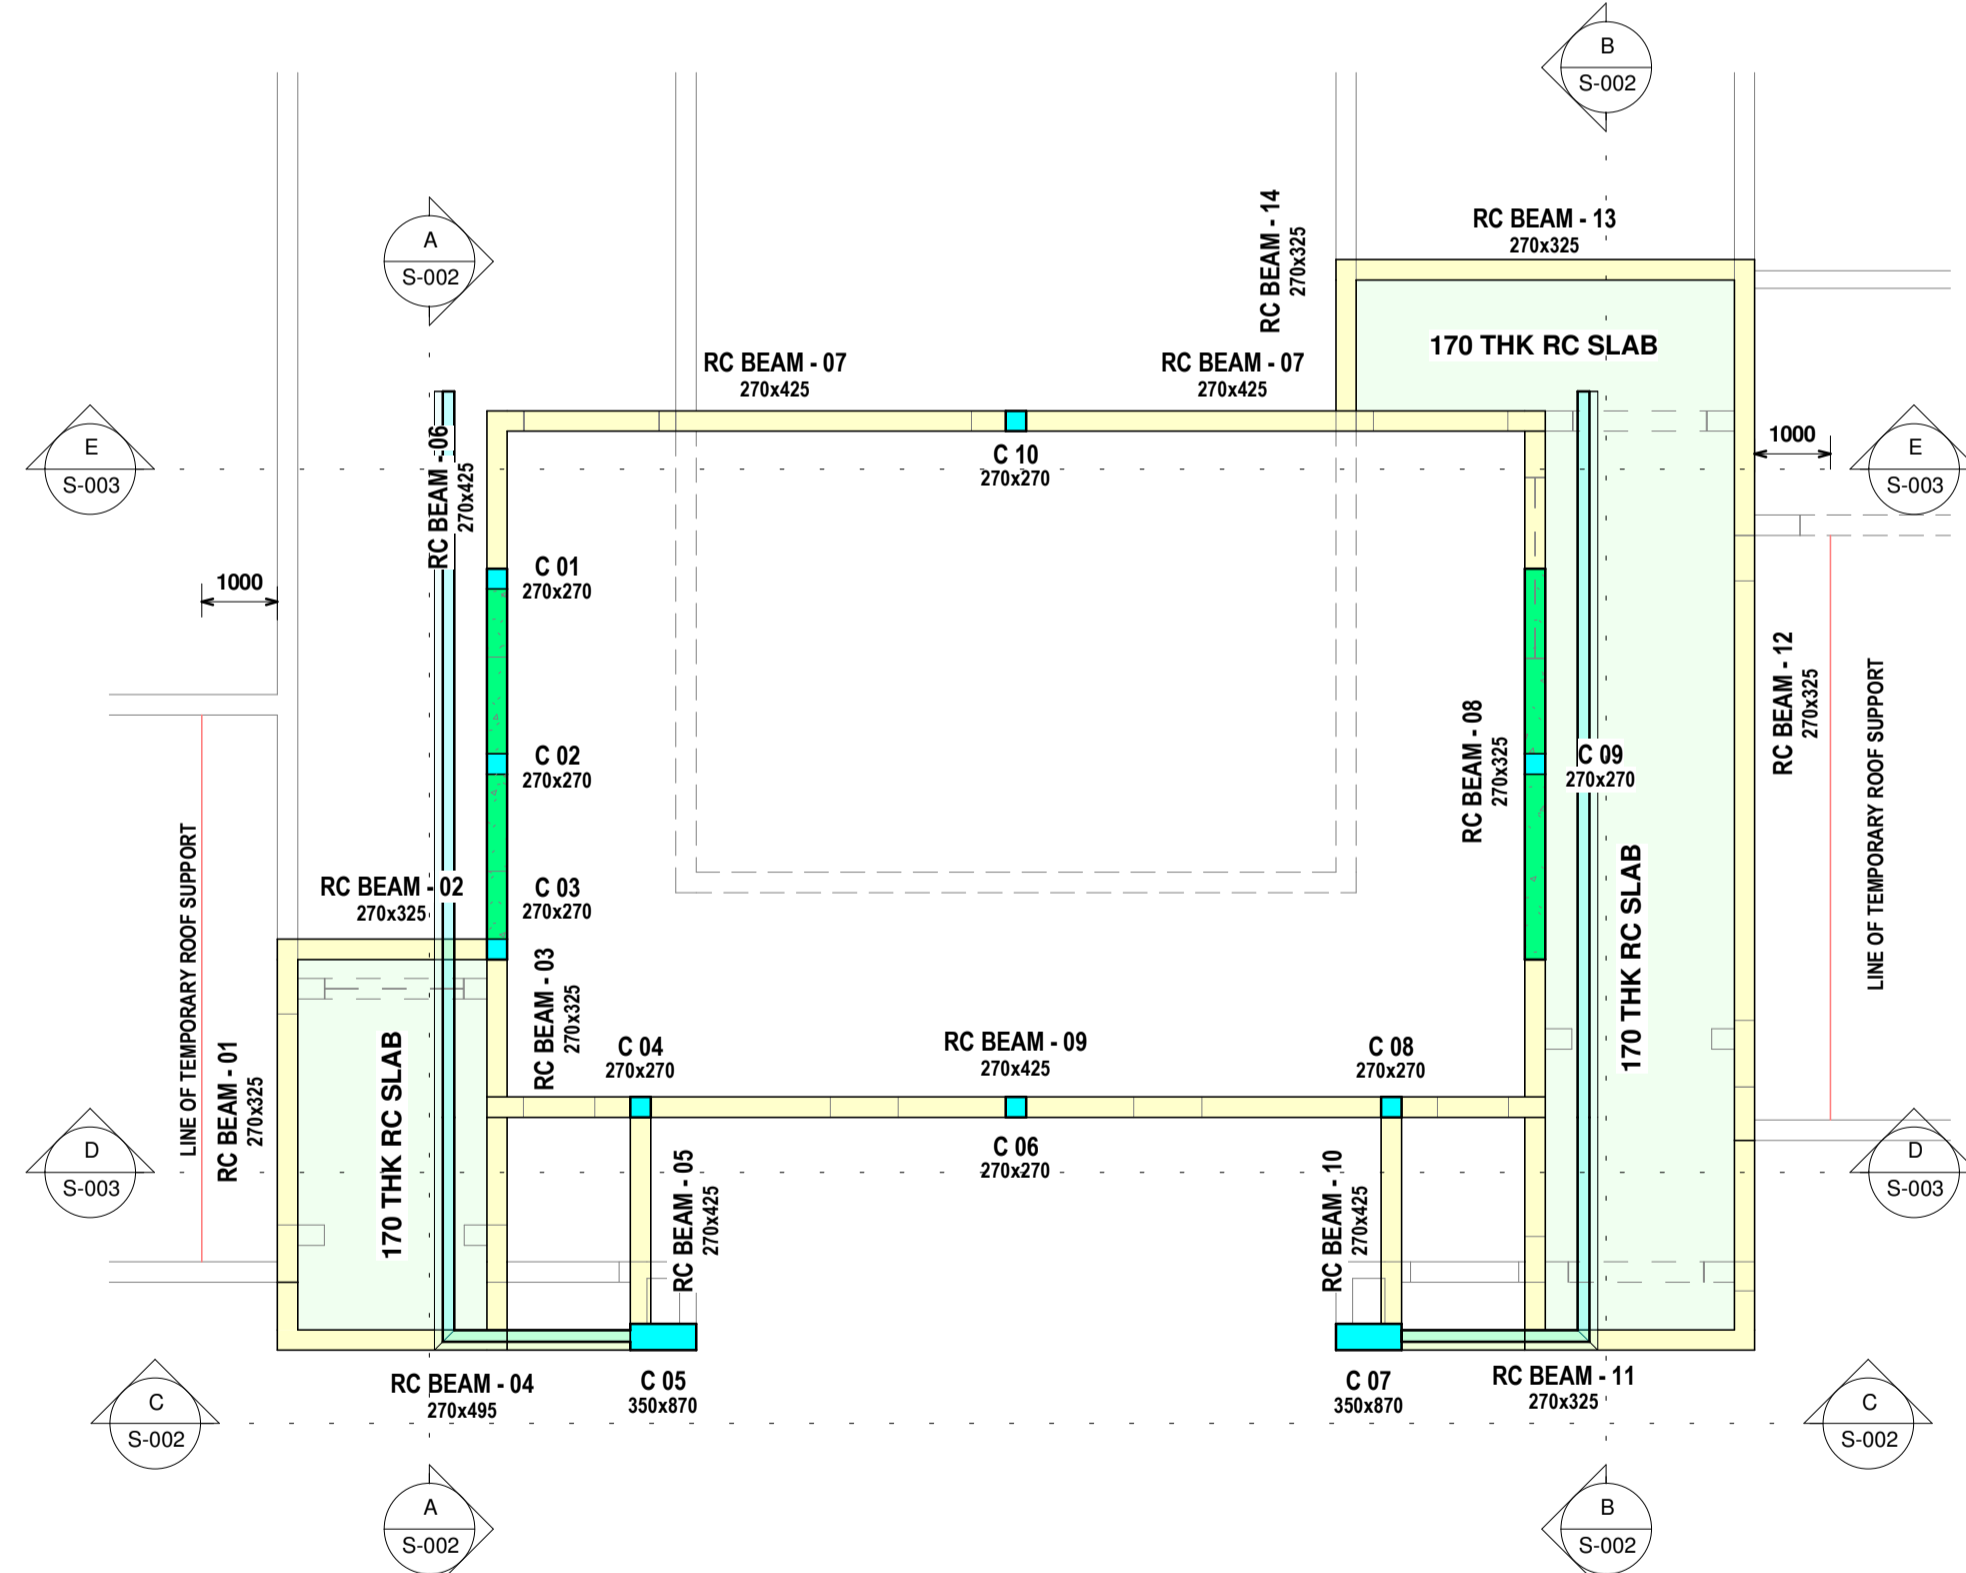 B
S-002
RC BEAM - 13
270x325
RC BEAM - 14
270x325
A
S-002
170 THK RC SLAB
RC BEAM - 07
270x425
RC BEAM - 07
270x425
E
S-003
RC BEAM - 06
270x425
C 10
270x270
1000
E
S-003
1000
C 01
270x270
RC BEAM - 12
270x325
LINE OF TEMPORARY ROOF SUPPORT
RC BEAM - 08
270x325
C 02
270x270
C 09
270x270
LINE OF TEMPORARY ROOF SUPPORT
RC BEAM - 02
270x325
C 03
270x270
170 THK RC SLAB
RC BEAM - 03
270x325
RC BEAM - 01
270x325
170 THK RC SLAB
C 04
270x270
RC BEAM - 09
270x425
C 08
270x270
D
S-003
C 06
270x270
D
S-003
RC BEAM - 05
270x425
RC BEAM - 10
270x425
RC BEAM - 04
270x495
C 05
350x870
C 07
350x870
RC BEAM - 11
270x325
C
S-002
C
S-002
A
S-002
B
S-002